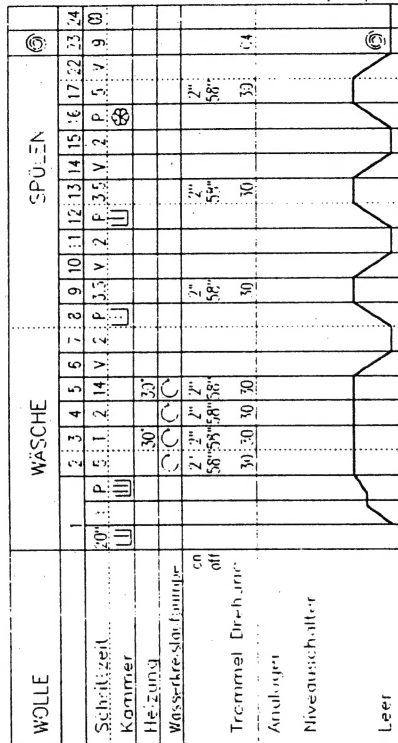 WOLLE WÄSCHE SPÜLEN
1 2 3 4 5 6 7 8 9 10 11 12 13 14 15 16 17 22 23 24
Schrittzeit 20" P 5 T 2 14 V 2 P 3,5 V 2 P 3,5 V 2 P 5 V 9
Kammer
Heizung 30° 30°
Wasserkreislaufpumpe
on 2" 2" 2" 2" 2" 2" 2"
off 58" 58" 58" 58" 58" 58" 58"
Trommel Drehung 30 30 30 30 30 30 30
Analoger
Niveauschalter
Leer